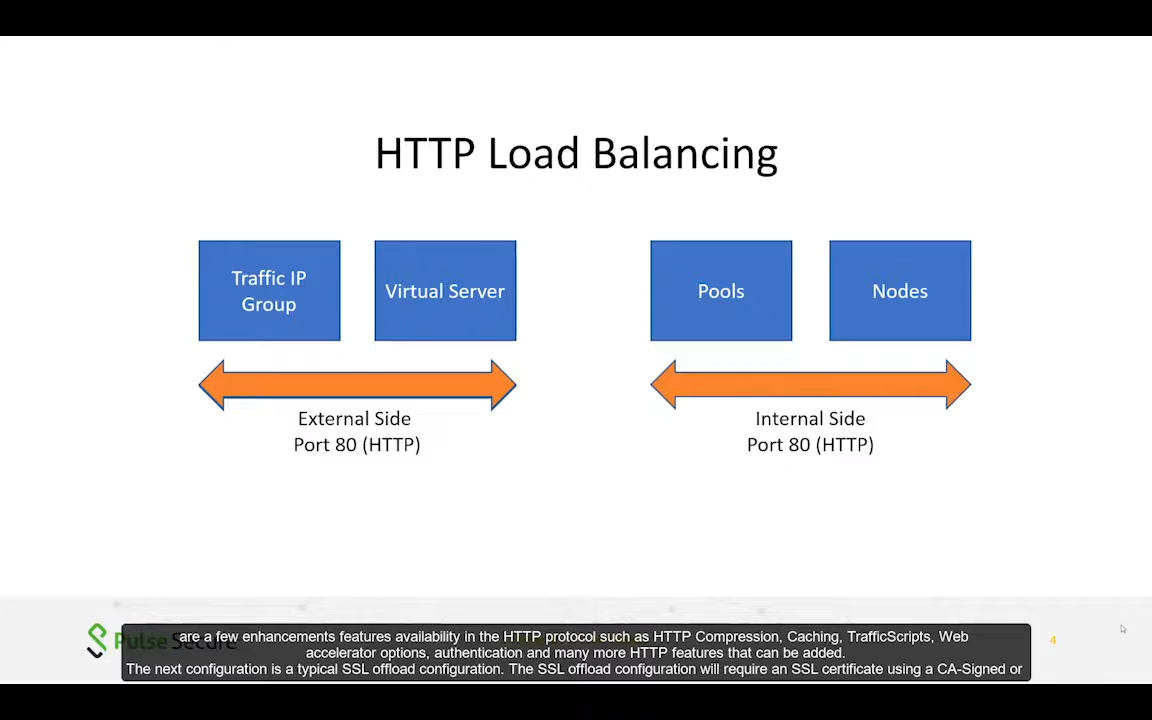 HTTP Load Balancing
Traffic IP
Group
Virtual Server
Pools
Nodes
External Side
Port 80 (HTTP)
Internal Side
Port 80 (HTTP)
Pulse Secure
are a few enhancements features availability in the HTTP protocol such as HTTP Compression, Caching, TrafficScripts, Web
accelerator options, authentication and many more HTTP features that can be added.
The next configuration is a typical SSL offload configuration. The SSL offload configuration will require an SSL certificate using a CA-Signed or
4